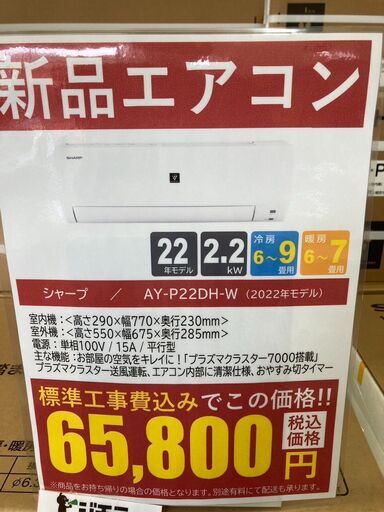 新品エアコン
SHARP
22年モデル
2.2kW
冷房 6〜9畳用
暖房 6〜7畳用
シャープ ／ AY-P22DH-W （2022年モデル）
室内機：<高さ290×幅770×奥行230mm>
室外機：<高さ550×幅675×奥行285mm>
電源：単相100V / 15A / 平行型
主な機能：お部屋の空気をキレイに！「プラズマクラスター7000搭載」
プラズマクラスター送風運転、エアコン内部に清潔仕様、おやすみ切タイマー
標準工事費込みでこの価格!!
65,800円
税込価格
※商品をお持ち帰りの場合の価格となります。別途有料にて配送も承ります。